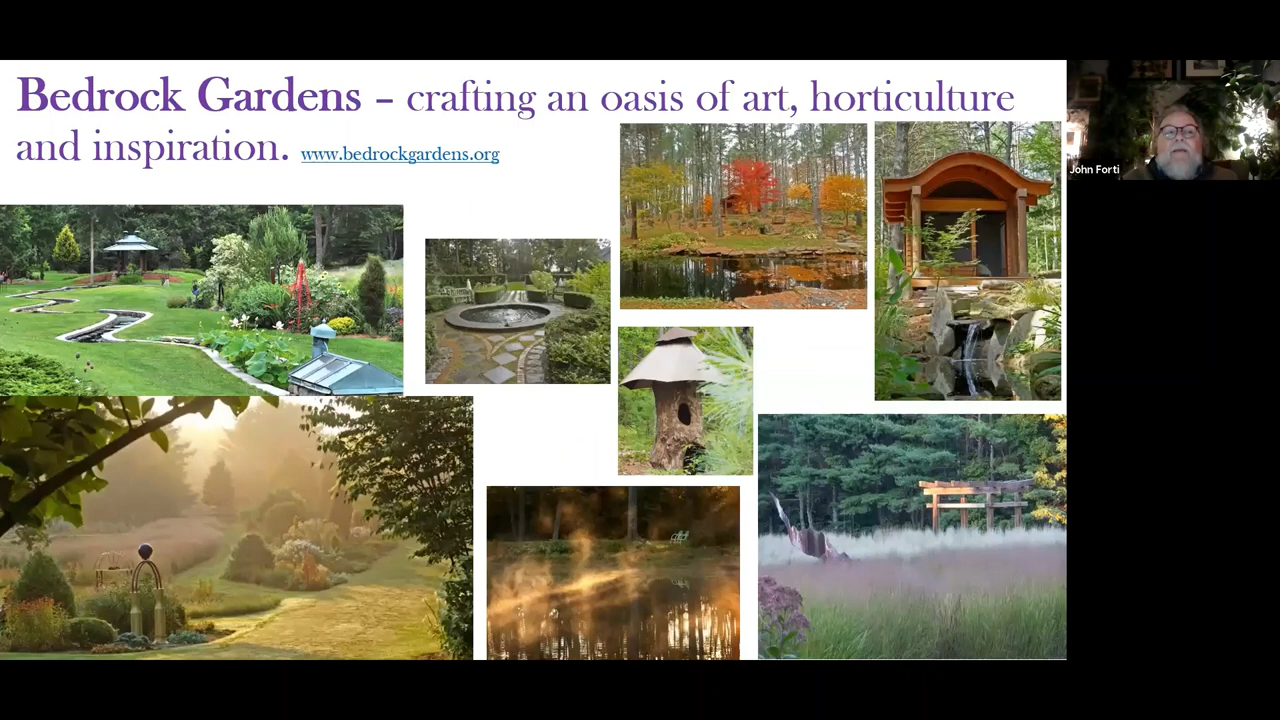 Bedrock Gardens – crafting an oasis of art, horticulture
and inspiration. www.bedrockgardens.org
John Forti